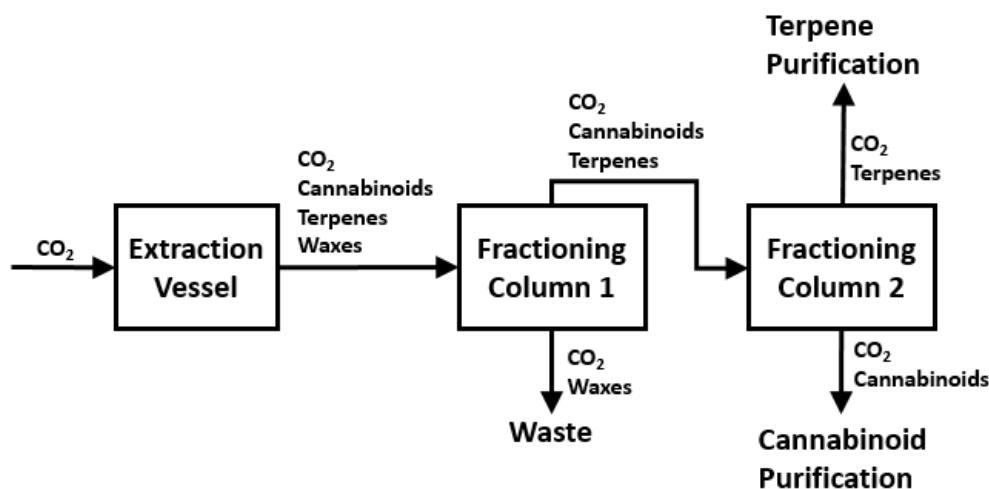 CO₂
Extraction
Vessel
CO₂
Cannabinoids
Terpenes
Waxes
Fractioning
Column 1
CO₂
Waxes
Waste
CO₂
Cannabinoids
Terpenes
Fractioning
Column 2
CO₂
Terpenes
Terpene
Purification
CO₂
Cannabinoids
Cannabinoid
Purification